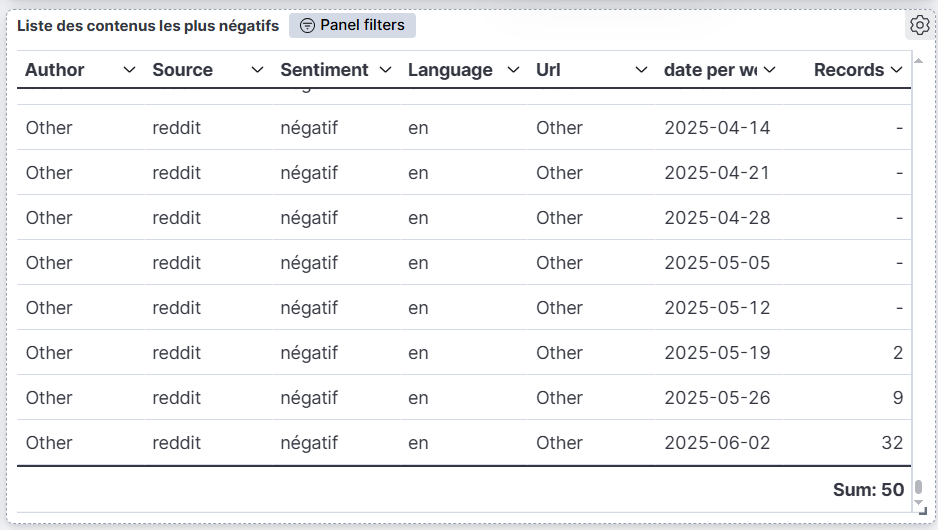 Liste des contenus les plus négatifs Panel filters
Author Source Sentiment Language Url date per we Records
Other reddit négatif en Other 2025-04-14 -
Other reddit négatif en Other 2025-04-21 -
Other reddit négatif en Other 2025-04-28 -
Other reddit négatif en Other 2025-05-05 -
Other reddit négatif en Other 2025-05-12 -
Other reddit négatif en Other 2025-05-19 2
Other reddit négatif en Other 2025-05-26 9
Other reddit négatif en Other 2025-06-02 32
Sum: 50